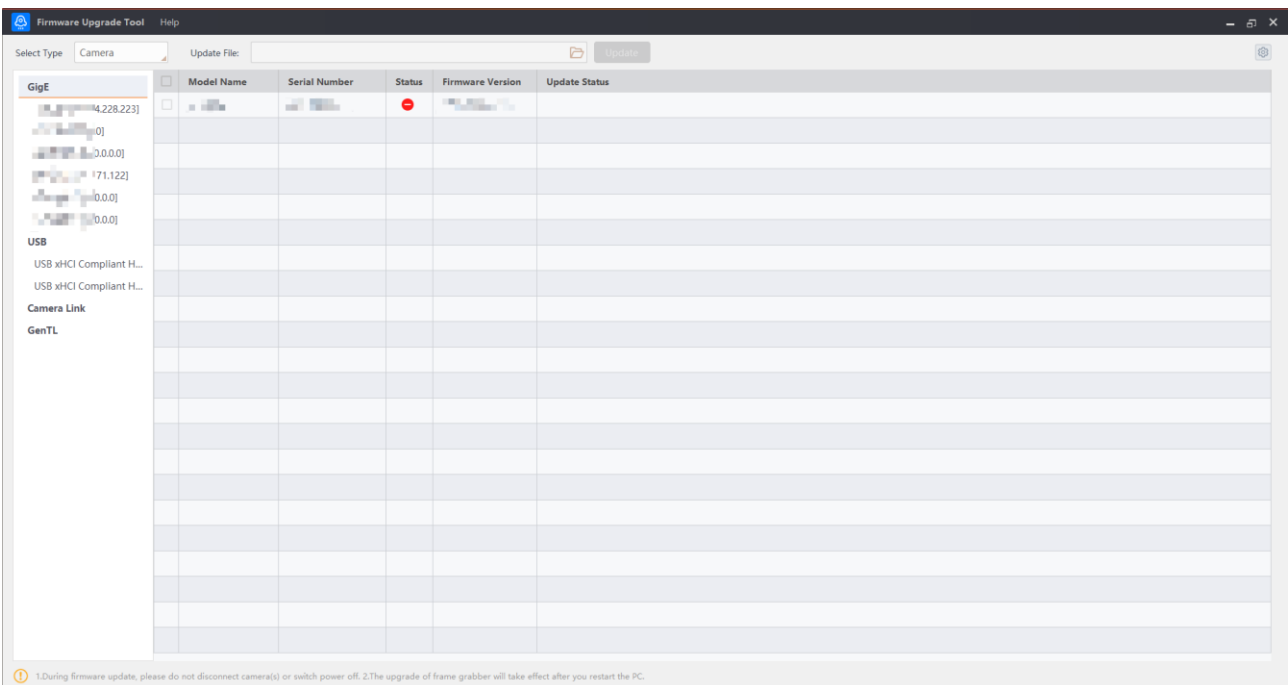 Firmware Upgrade Tool Help
Select Type Camera Update File: Update
GigE Model Name Serial Number Status Firmware Version Update Status
4.228.223]
0]
0.0.0]
71.122]
0.0.0]
0.0.0]
USB
USB xHCI Compliant H...
USB xHCI Compliant H...
Camera Link
GenTL
1.During firmware update, please do not disconnect camera(s) or switch power off. 2.The upgrade of frame grabber will take effect after you restart the PC.